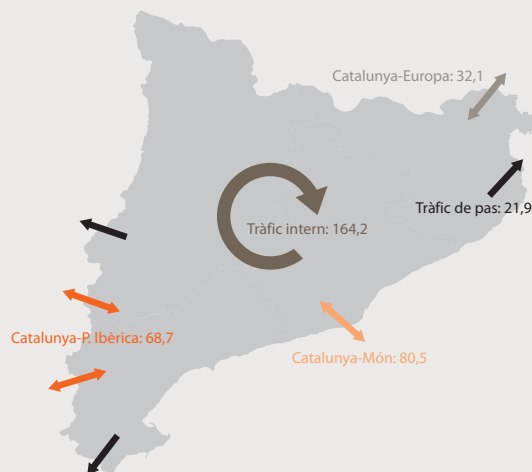 Catalunya-Europa: 32,1
Tràfic de pas: 21,9
Tràfic intern: 164,2
Catalunya-P. Ibèrica: 68,7
Catalunya-Món: 80,5